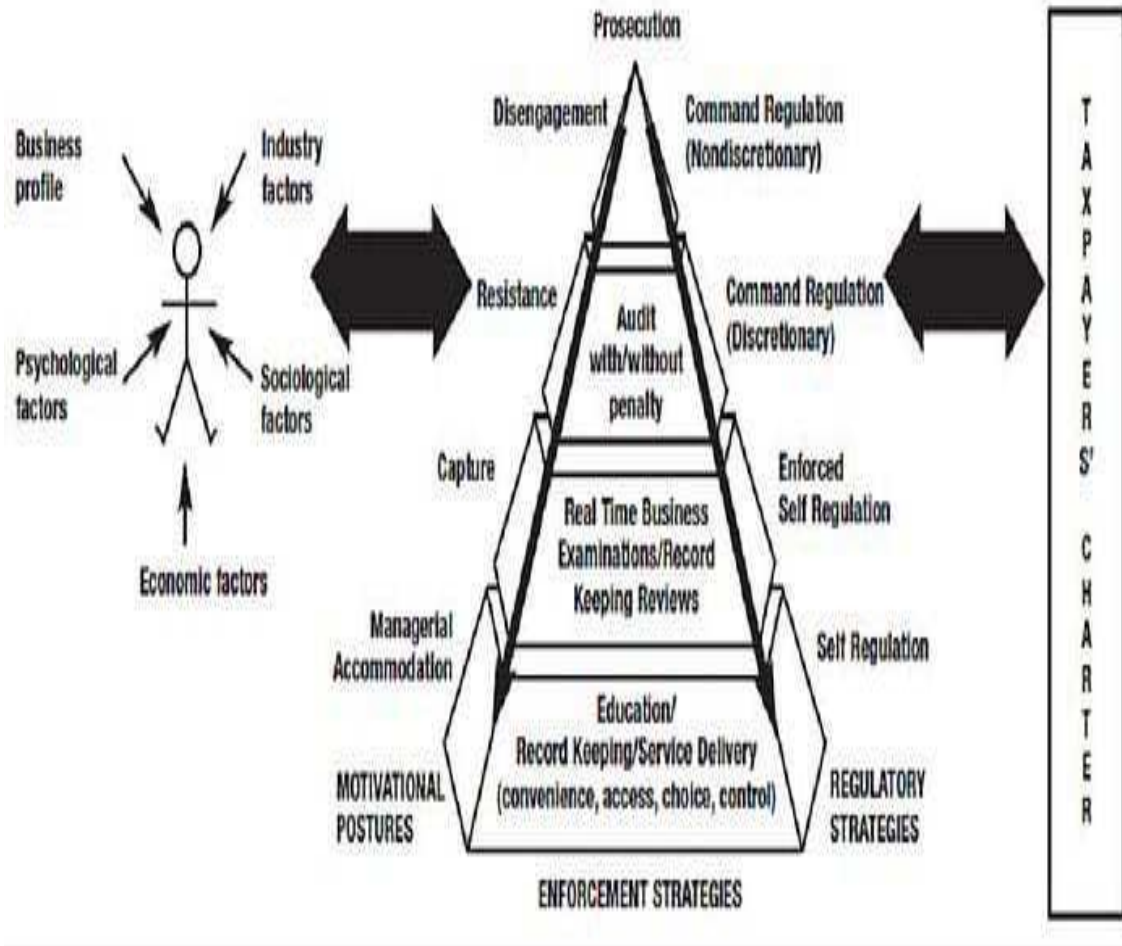 Business
profile
Industry
factors
Psychological
factors
Sociological
factors
Economic factors
Prosecution
Disengagement
Command Regulation
(Nondiscretionary)
Resistance
Command Regulation
(Discretionary)
Audit
with/without
penalty
Capture
Enforced
Self Regulation
Real Time Business
Examinations/Record
Keeping Reviews
Managerial
Accommodation
Self Regulation
Education/
Record Keeping/Service Delivery
(convenience, access, choice, control)
MOTIVATIONAL
POSTURES
REGULATORY
STRATEGIES
ENFORCEMENT STRATEGIES
TAXPAYERS' CHARTER